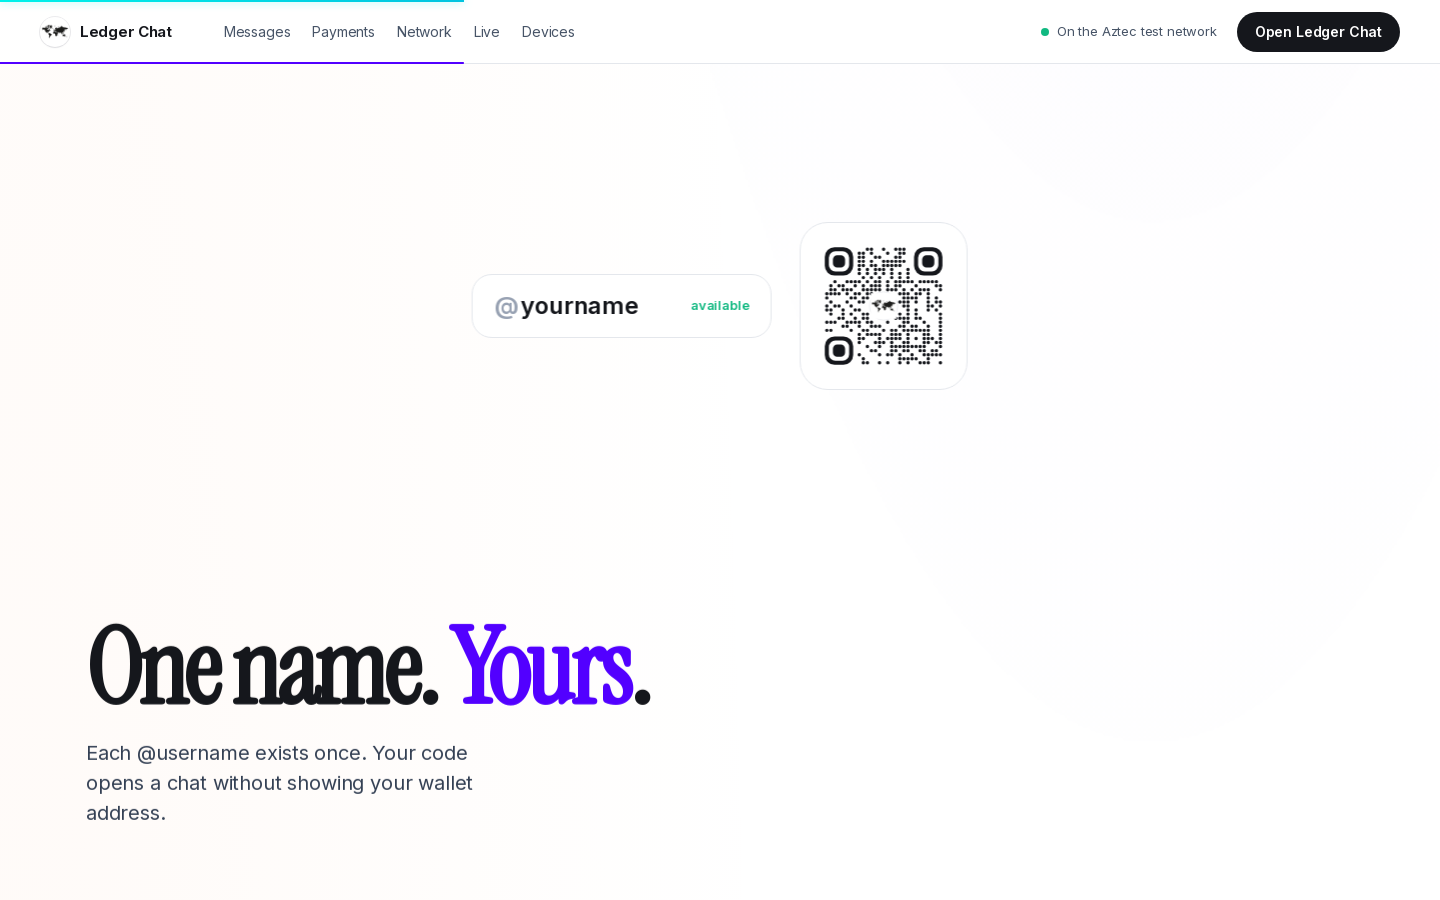 Ledger Chat
Messages
Payments
Network
Live
Devices
On the Aztec test network
Open Ledger Chat
@yourname
available
One name. Yours.
Each @username exists once. Your code
opens a chat without showing your wallet
address.